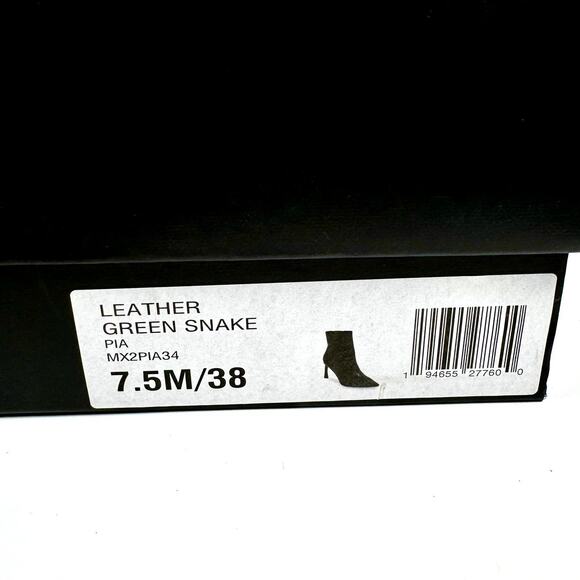 LEATHER
GREEN SNAKE
PIA
MX2PIA34
7.5M/38
1 94655 27760 0